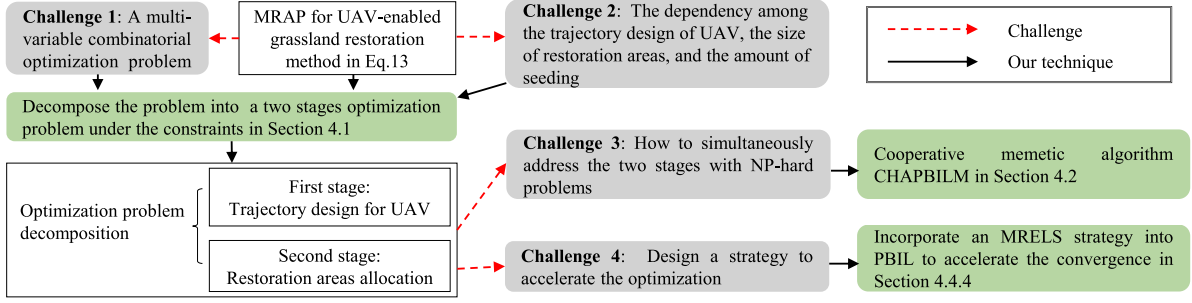 Challenge 1: A multi-
variable combinatorial
optimization problem
MRAP for UAV-enabled
grassland restoration
method in Eq.13
Challenge 2: The dependency among
the trajectory design of UAV, the size
of restoration areas, and the amount of
seeding
Challenge
Our technique
Decompose the problem into a two stages optimization
problem under the constraints in Section 4.1
Optimization problem
decomposition
First stage:
Trajectory design for UAV
Second stage:
Restoration areas allocation
Challenge 3: How to simultaneously
address the two stages with NP-hard
problems
Cooperative memetic algorithm
CHAPBILM in Section 4.2
Challenge 4: Design a strategy to
accelerate the optimization
Incorporate an MRELS strategy into
PBIL to accelerate the convergence in
Section 4.4.4